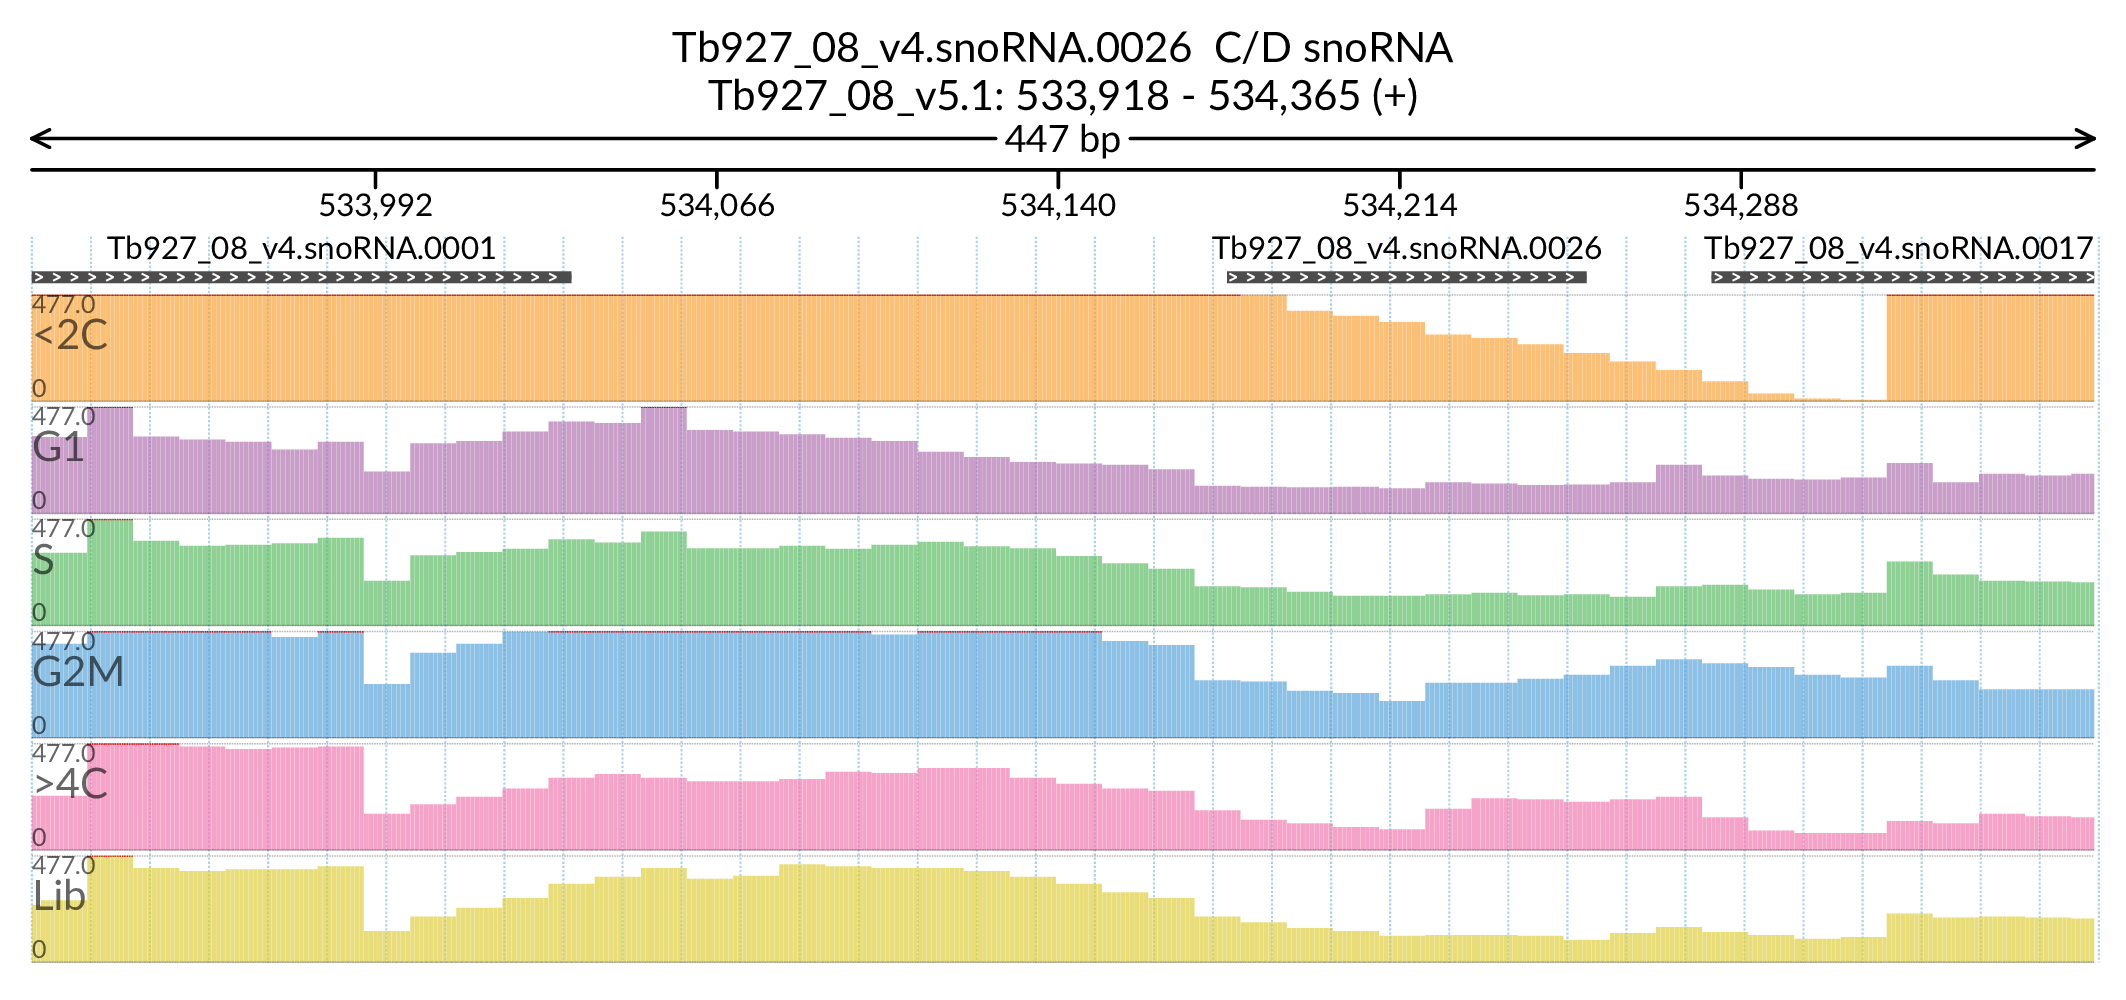 Tb927_08_v4.snoRNA.0026 C/D snoRNA
Tb927_08_v5.1: 533,918 - 534,365 (+)
447 bp
533,992 534,066 534,140 534,214 534,288
Tb927_08_v4.snoRNA.0001 Tb927_08_v4.snoRNA.0026 Tb927_08_v4.snoRNA.0017
477.0
<2C
0
477.0
G1
0
477.0
S
0
477.0
G2M
0
477.0
>4C
0
477.0
Lib
0